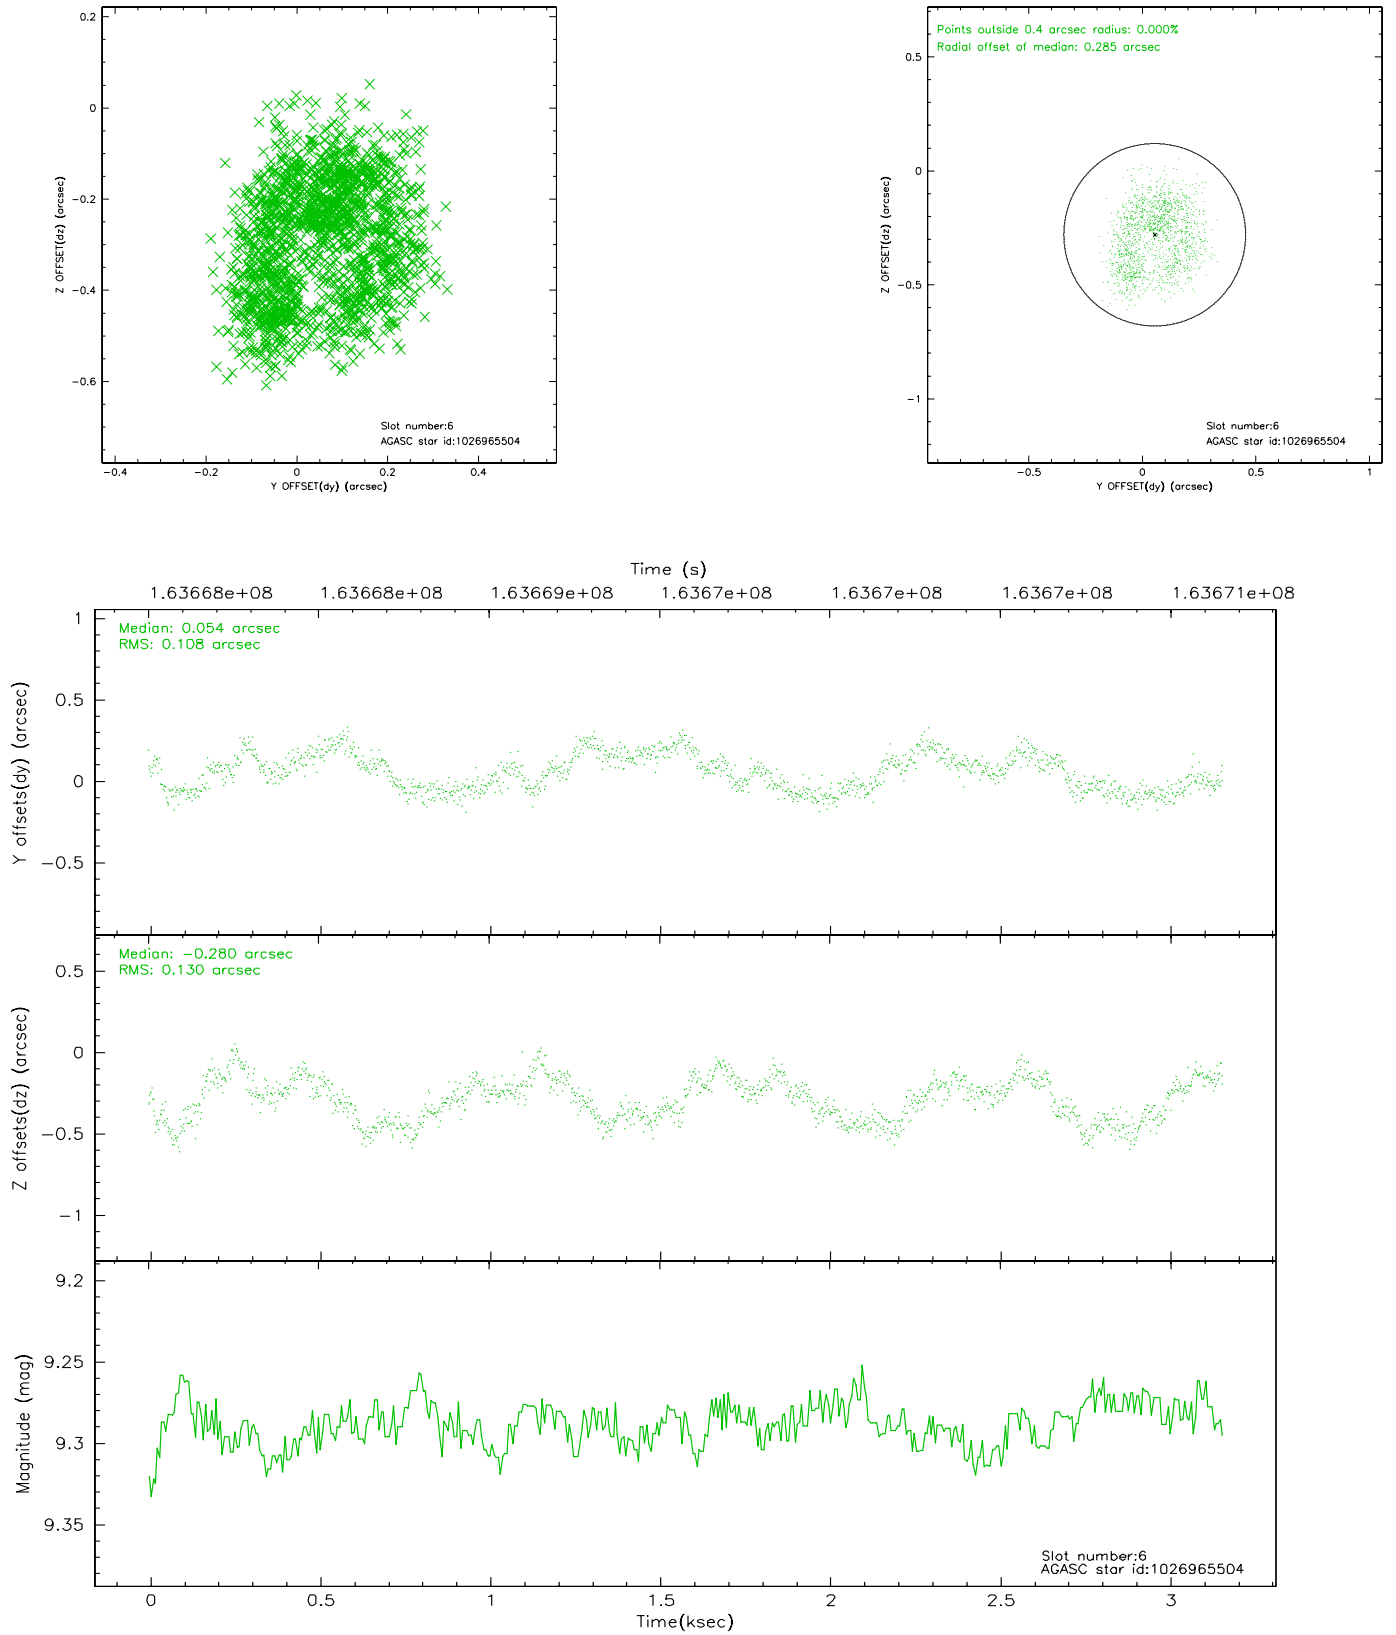 0.2
0
−0.2
−0.4
−0.6
Z OFFSET(dz) (arcsec)
Slot number:6
AGASC star id:1026965504
−0.4 −0.2 0 0.2 0.4
Y OFFSET(dy) (arcsec)
Points outside 0.4 arcsec radius: 0.000%
Radial offset of median: 0.285 arcsec
0.5
0
−0.5
−1
Z OFFSET(dz) (arcsec)
Slot number:6
AGASC star id:1026965504
−0.5 0 0.5 1
Y OFFSET(dy) (arcsec)
Time (s)
1.63668e+08 1.63668e+08 1.63669e+08 1.6367e+08 1.6367e+08 1.6367e+08 1.63671e+08
Median: 0.054 arcsec
RMS: 0.108 arcsec
1
0.5
0
−0.5
Y offsets(dy) (arcsec)
Median: −0.280 arcsec
RMS: 0.130 arcsec
0.5
0
−0.5
−1
Z offsets(dz) (arcsec)
9.2
9.25
9.3
9.35
Magnitude (mag)
Slot number:6
AGASC star id:1026965504
0 0.5 1 1.5 2 2.5 3
Time(ksec)